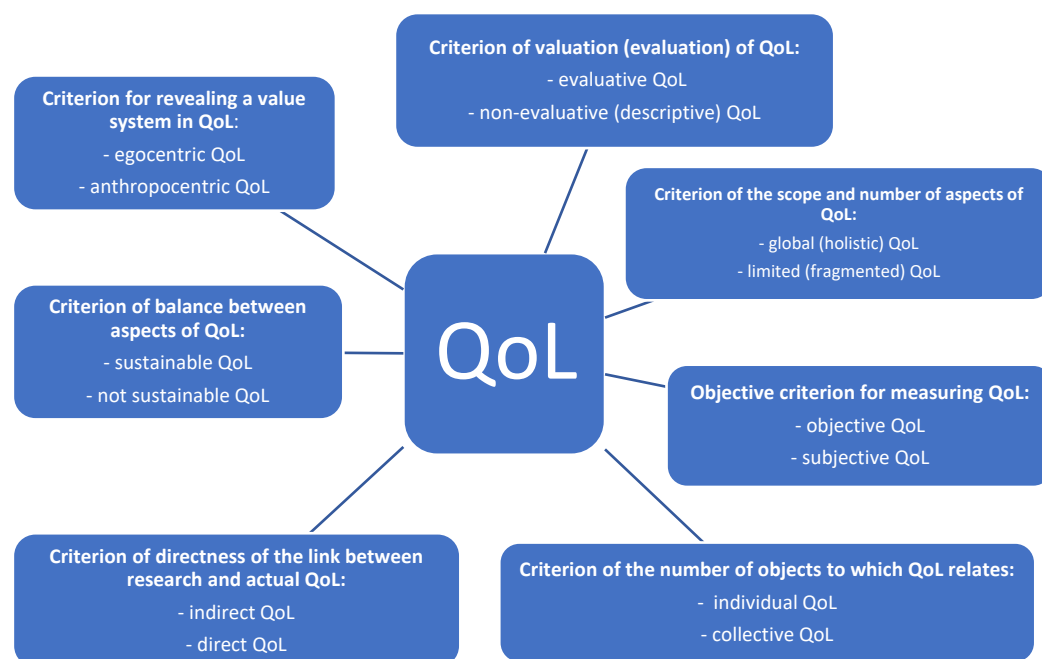 Criterion of valuation (evaluation) of QoL:
- evaluative QoL
- non-evaluative (descriptive) QoL
Criterion for revealing a value
system in QoL:
- egocentric QoL
- anthropocentric QoL
Criterion of the scope and number of aspects of
QoL:
- global (holistic) QoL
- limited (fragmented) QoL
Criterion of balance between
aspects of QoL:
- sustainable QoL
- not sustainable QoL
QoL
Objective criterion for measuring QoL:
- objective QoL
- subjective QoL
Criterion of directness of the link between
research and actual QoL:
- indirect QoL
- direct QoL
Criterion of the number of objects to which QoL relates:
- individual QoL
- collective QoL